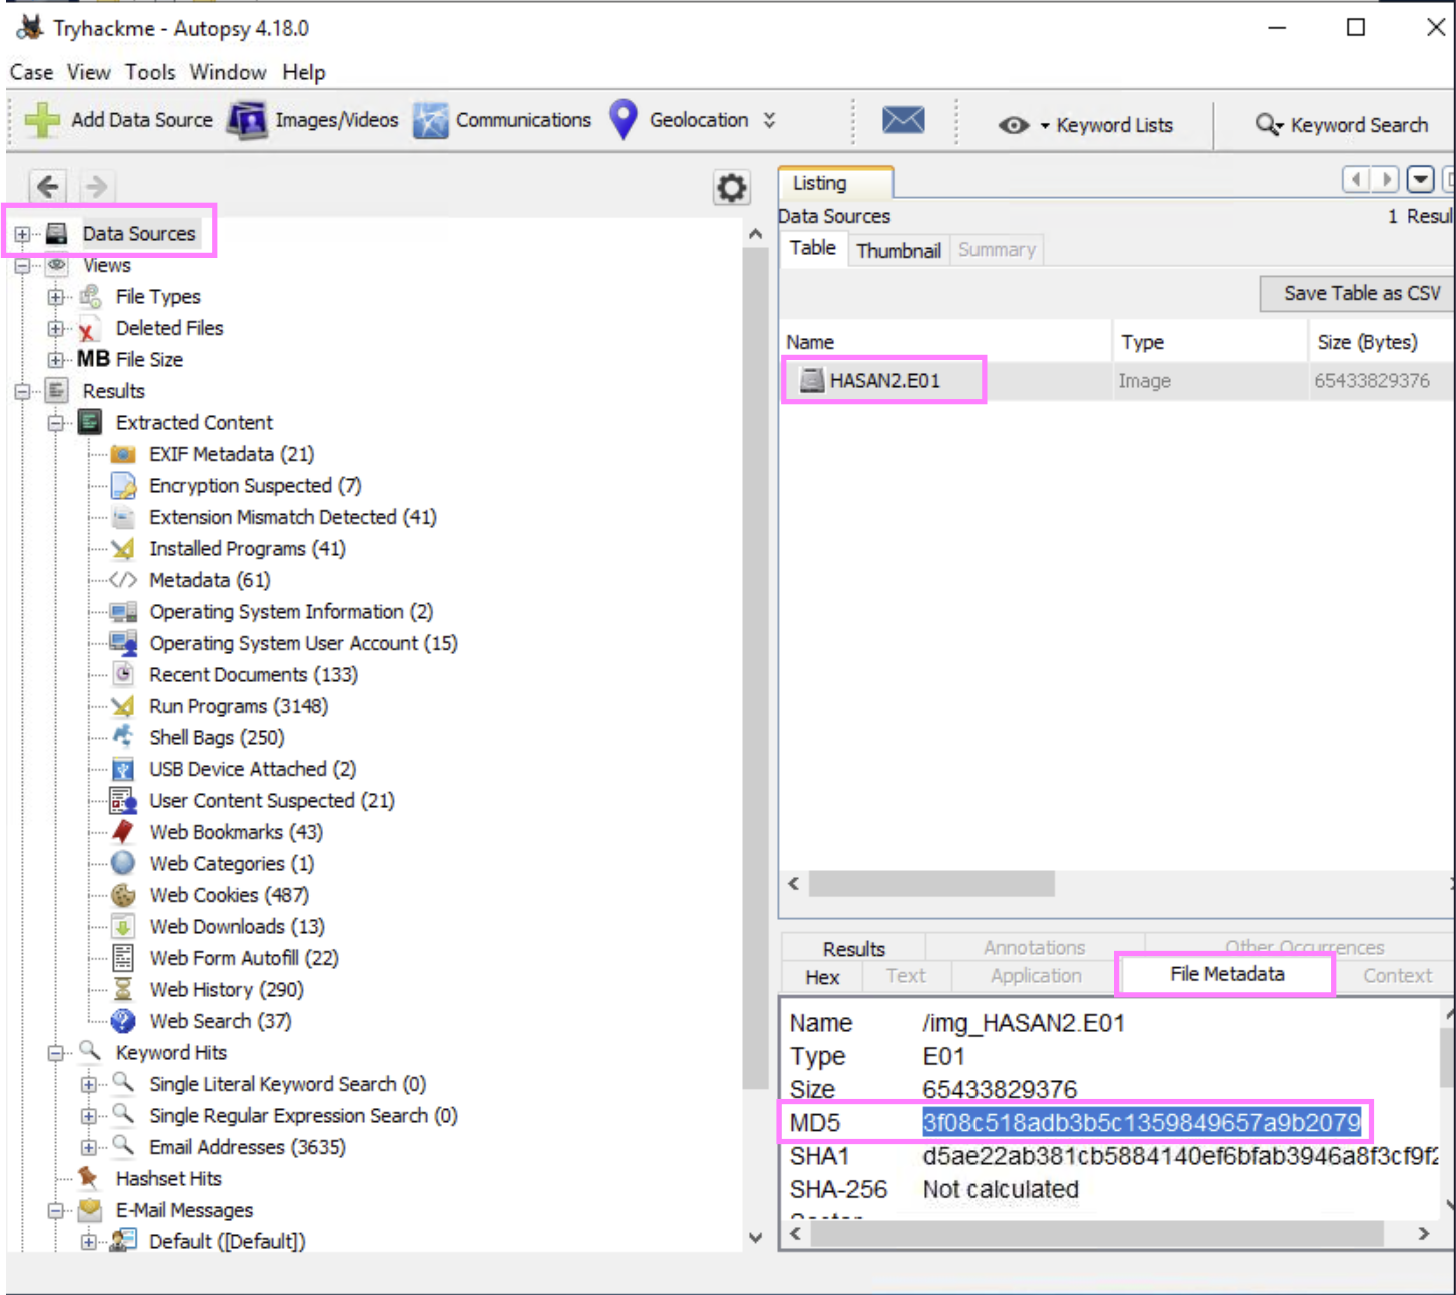 Tryhackme - Autopsy 4.18.0
Case View Tools Window Help
Add Data Source Images/Videos Communications Geolocation Keyword Lists Keyword Search
Data Sources
Views
File Types
Deleted Files
MB File Size
Results
Extracted Content
EXIF Metadata (21)
Encryption Suspected (7)
Extension Mismatch Detected (41)
Installed Programs (41)
Metadata (61)
Operating System Information (2)
Operating System User Account (15)
Recent Documents (133)
Run Programs (3148)
Shell Bags (250)
USB Device Attached (2)
User Content Suspected (21)
Web Bookmarks (43)
Web Categories (1)
Web Cookies (487)
Web Downloads (13)
Web Form Autofill (22)
Web History (290)
Web Search (37)
Keyword Hits
Single Literal Keyword Search (0)
Single Regular Expression Search (0)
Email Addresses (3635)
Hashset Hits
E-Mail Messages
Default ([Default])
Listing
Data Sources 1 Resul
Table Thumbnail Summary
Save Table as CSV
Name Type Size (Bytes)
HASAN2.E01 Image 65433829376
Results Annotations Other Occurrences
Hex Text Application File Metadata Context
Name /img_HASAN2.E01
Type E01
Size 65433829376
MD5 3f08c518adb3b5c1359849657a9b2079
SHA1 d5ae22ab381cb5884140ef6bfab3946a8f3cf9f2
SHA-256 Not calculated